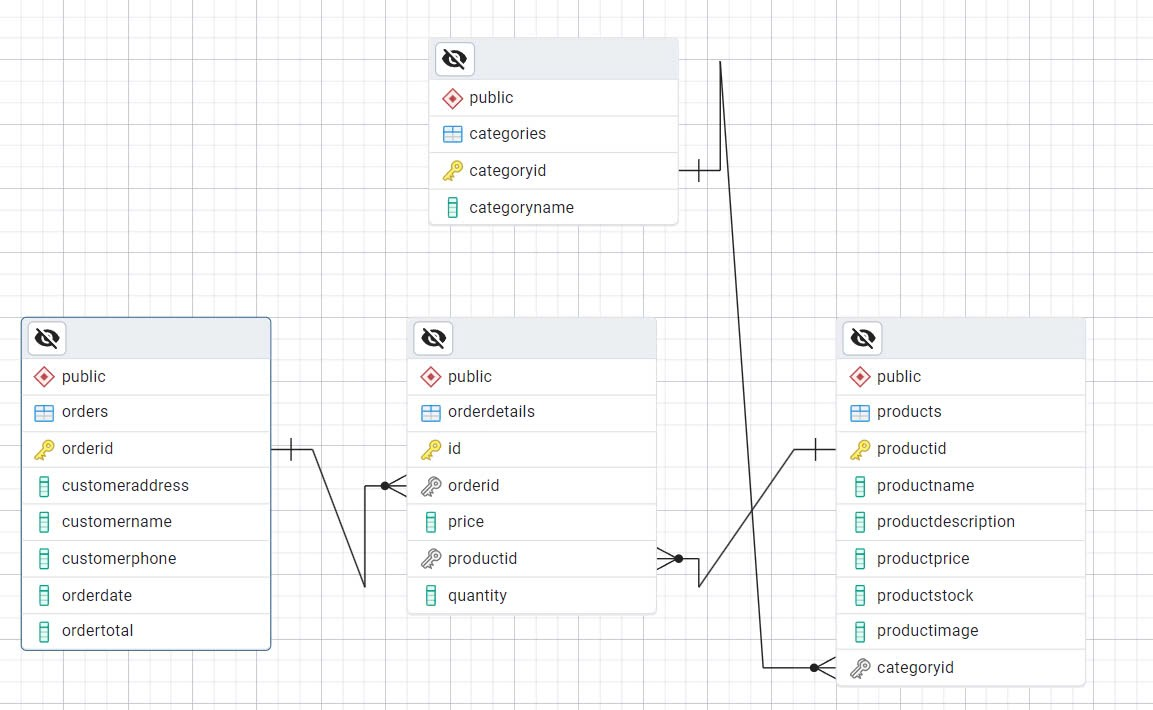 public
categories
categoryid
categoryname
public
orders
orderid
customeraddress
customername
customerphone
orderdate
ordertotal
public
orderdetails
id
orderid
price
productid
quantity
public
products
productid
productname
productdescription
productprice
productstock
productimage
categoryid